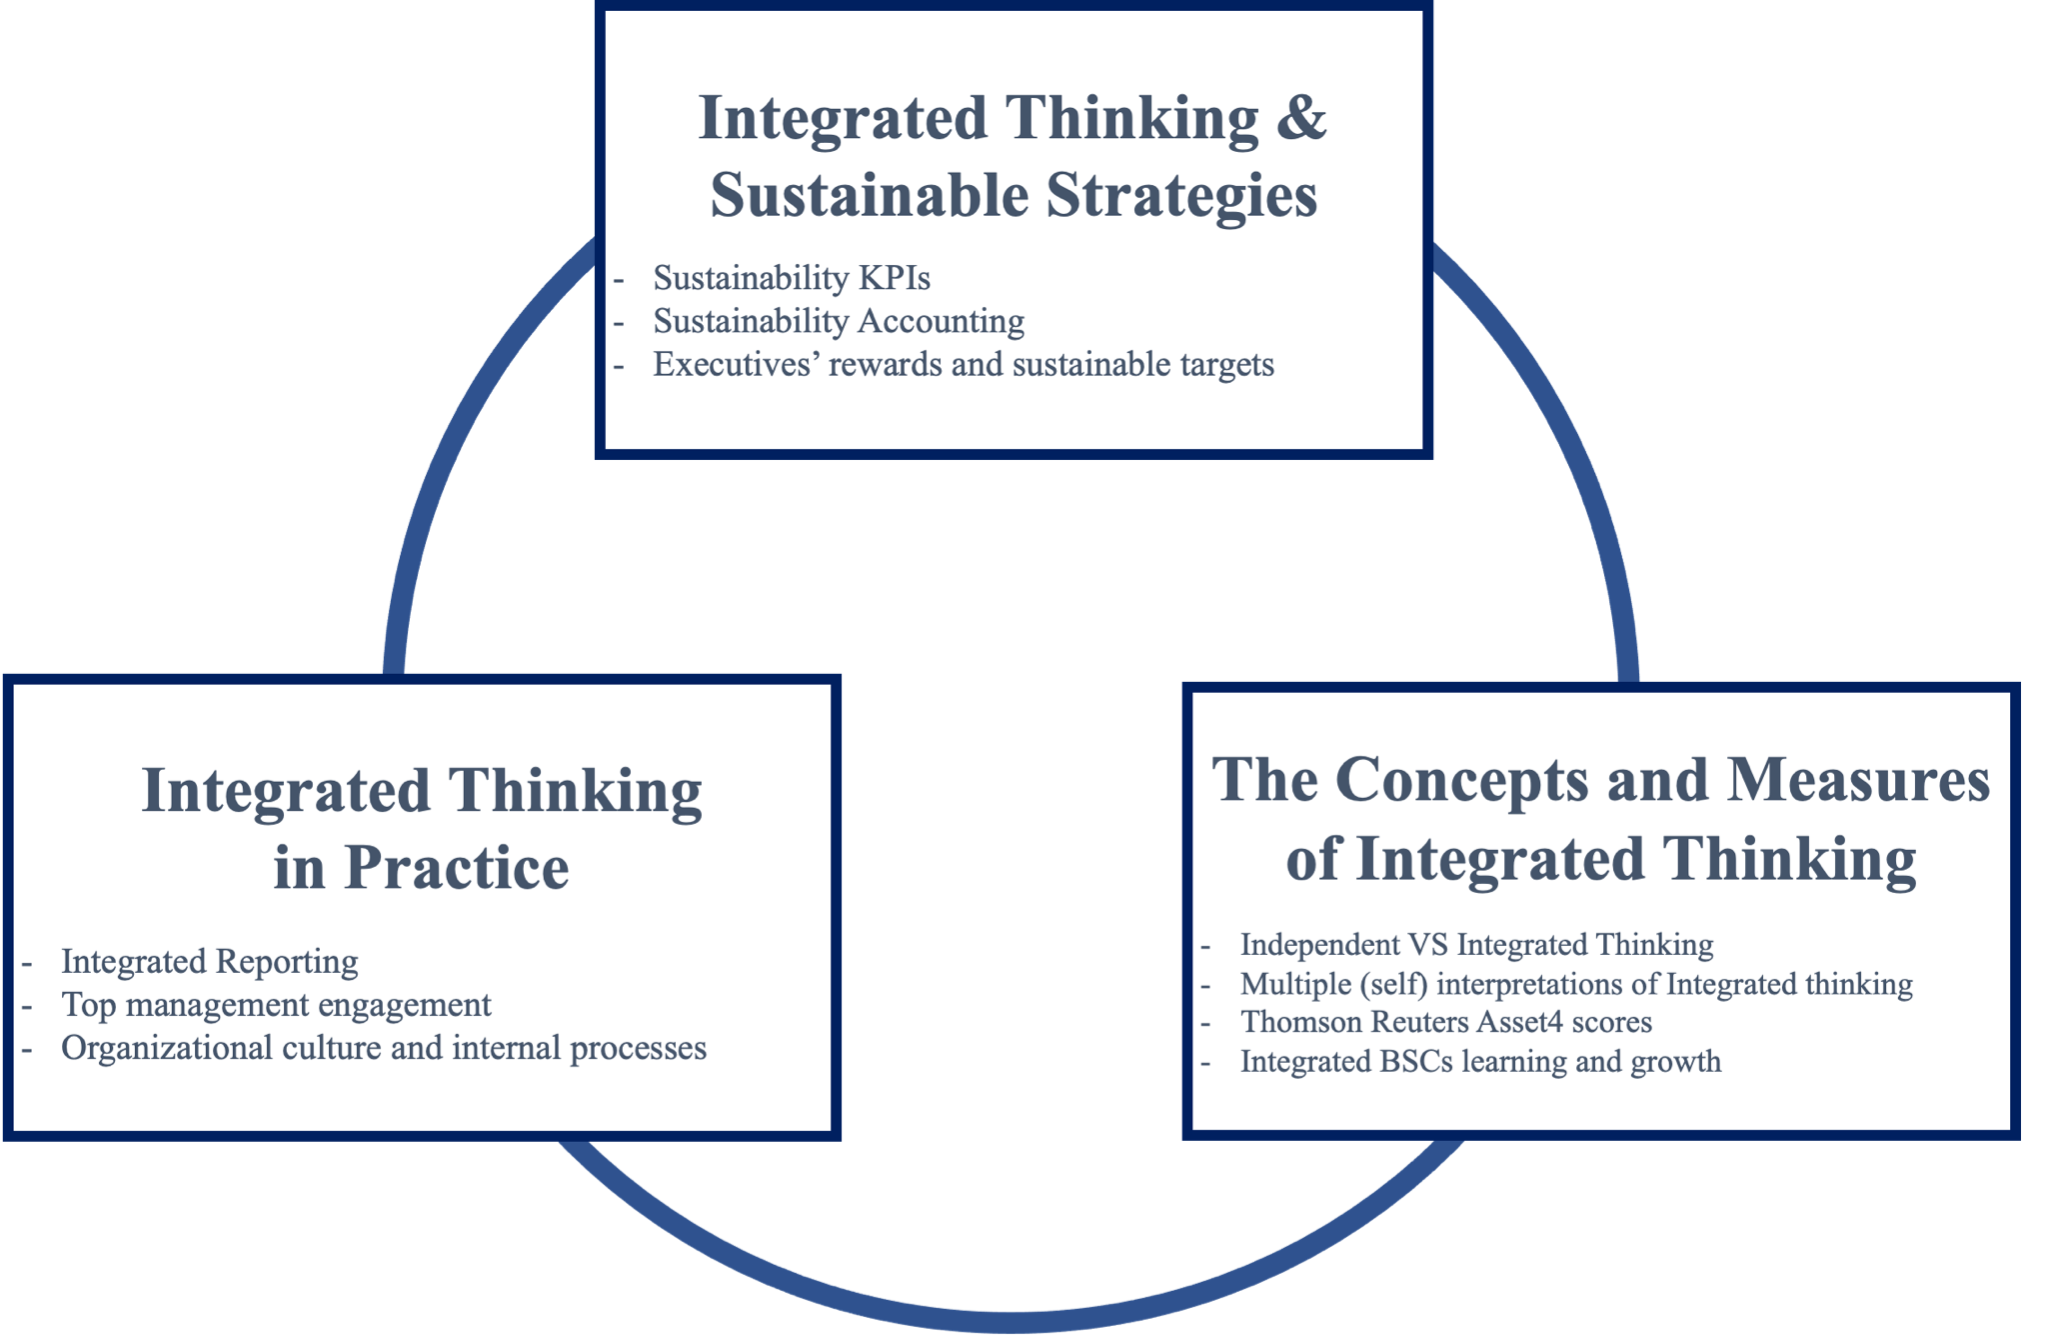 Integrated Thinking &
Sustainable Strategies
- Sustainability KPIs
- Sustainability Accounting
- Executives’ rewards and sustainable targets
Integrated Thinking
in Practice
- Integrated Reporting
- Top management engagement
- Organizational culture and internal processes
The Concepts and Measures
of Integrated Thinking
- Independent VS Integrated Thinking
- Multiple (self) interpretations of Integrated thinking
- Thomson Reuters Asset4 scores
- Integrated BSCs learning and growth